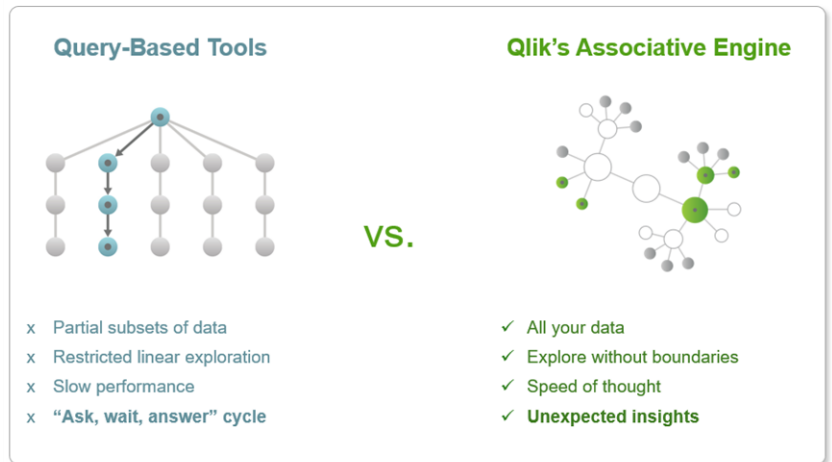 Query-Based Tools
Qlik's Associative Engine
vs.
x Partial subsets of data
x Restricted linear exploration
x Slow performance
x “Ask, wait, answer” cycle
✓ All your data
✓ Explore without boundaries
✓ Speed of thought
✓ Unexpected insights